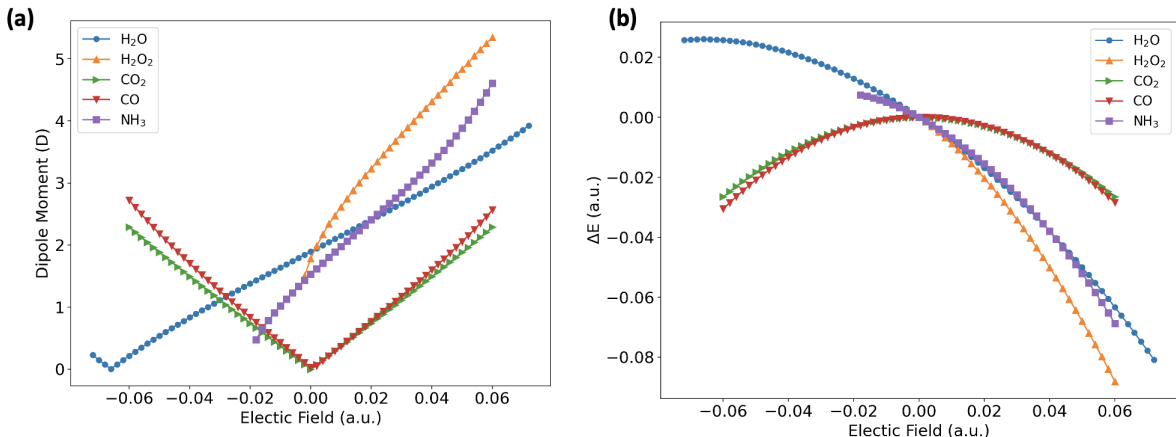 (a)
H₂O
H₂O₂
CO₂
CO
NH₃
Dipole Moment (D)
5
4
3
2
1
0
−0.06 −0.04 −0.02 0.00 0.02 0.04 0.06
Electic Field (a.u.)
(b)
H₂O
H₂O₂
CO₂
CO
NH₃
ΔE (a.u.)
0.02
0.00
−0.02
−0.04
−0.06
−0.08
−0.06 −0.04 −0.02 0.00 0.02 0.04 0.06
Electic Field (a.u.)